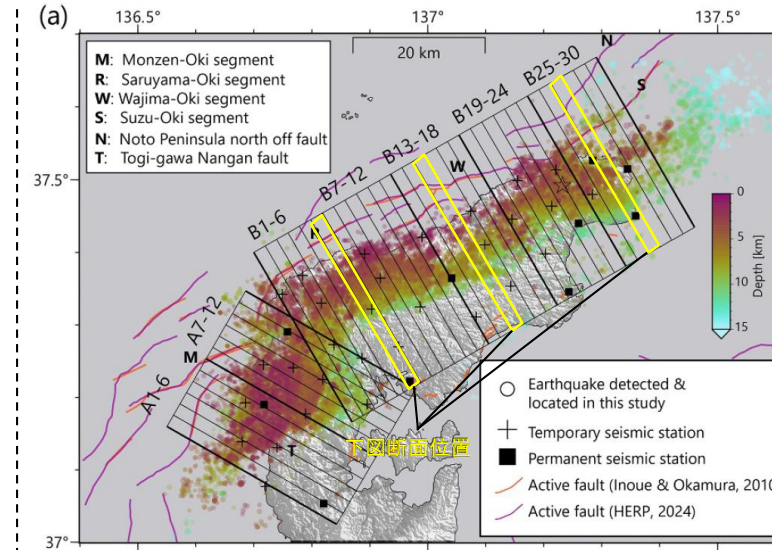 (a)
136.5°
137°
137.5°
37.5°
37°
M: Monzen-Oki segment
R: Saruyama-Oki segment
W: Wajima-Oki segment
S: Suzu-Oki segment
N: Noto Peninsula north off fault
T: Togi-gawa Nangan fault
20 km
N
S
B25-30
B19-24
B13-18
W
B7-12
R
B1-6
A7-12
M
A1-6
T
0
5
10
15
Depth [km]
下図断面位置
Earthquake detected &
located in this study
Temporary seismic station
Permanent seismic station
Active fault (Inoue & Okamura, 2010
Active fault (HERP, 2024)